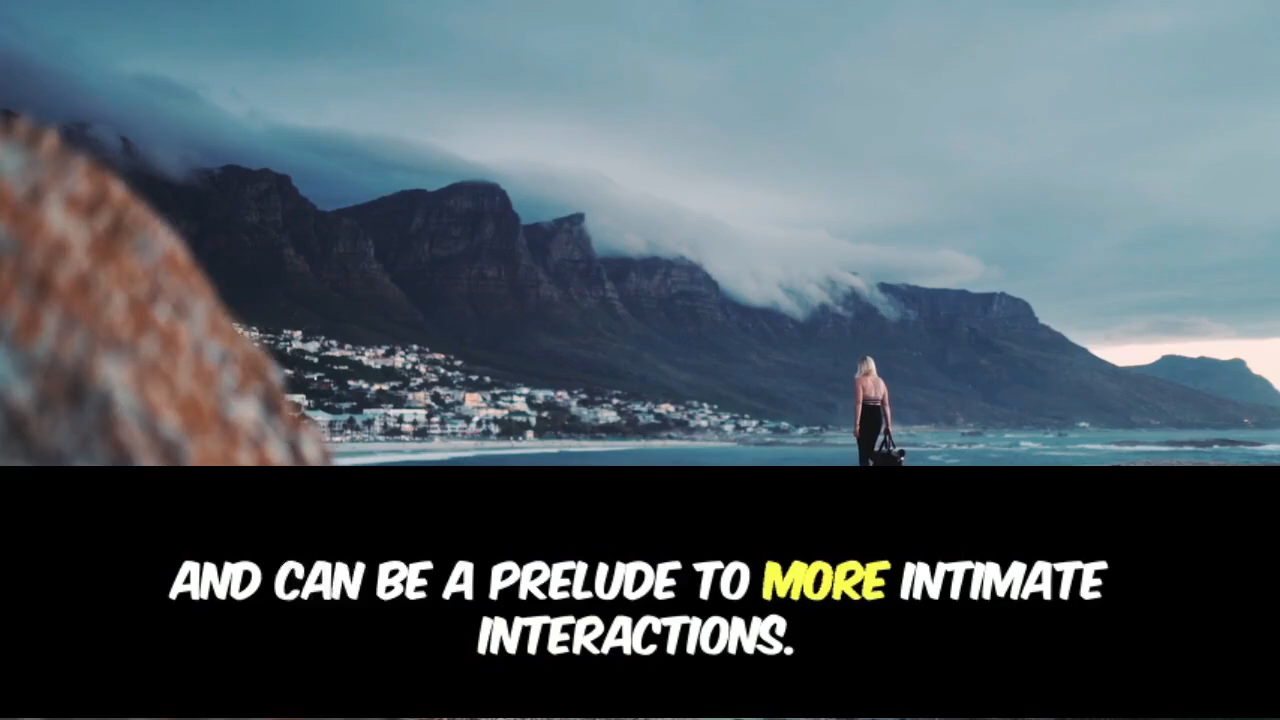 AND CAN BE A PRELUDE TO MORE INTIMATE
INTERACTIONS.